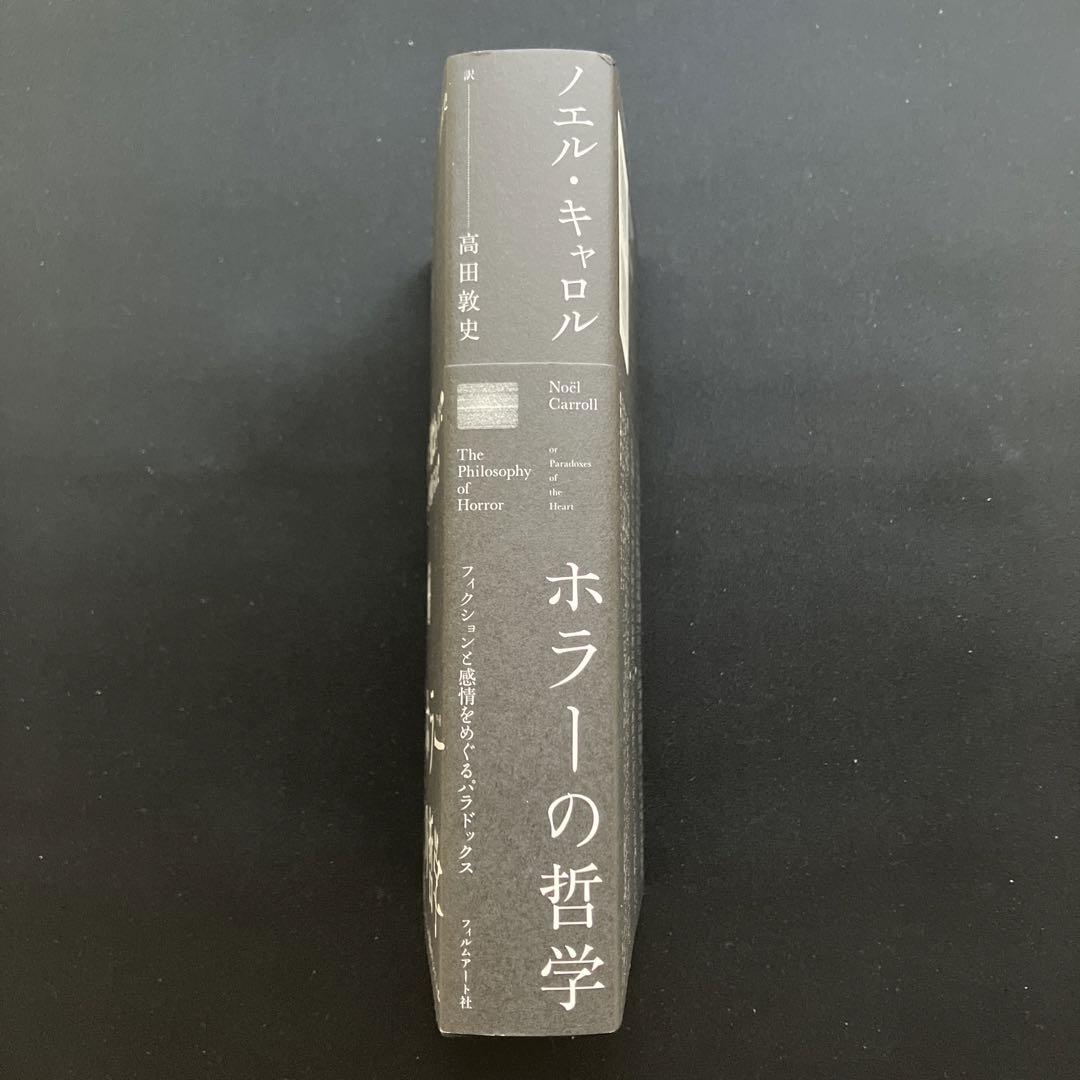 ノエル・キャロル
訳
高田敦史
Noël
Carroll
or
Paradoxes
of
the
Heart
The
Philosophy
of
Horror
ホラーの哲学
フィクションと感情をめぐるパラドックス
フィルムアート社